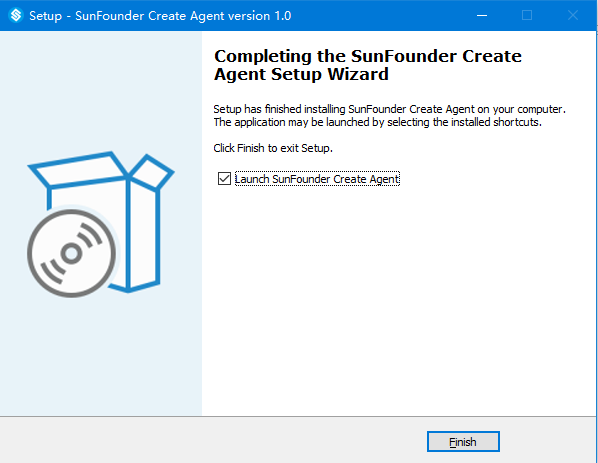 Setup - SunFounder Create Agent version 1.0
Completing the SunFounder Create
Agent Setup Wizard
Setup has finished installing SunFounder Create Agent on your computer.
The application may be launched by selecting the installed shortcuts.
Click Finish to exit Setup.
Launch SunFounder Create Agent
Finish